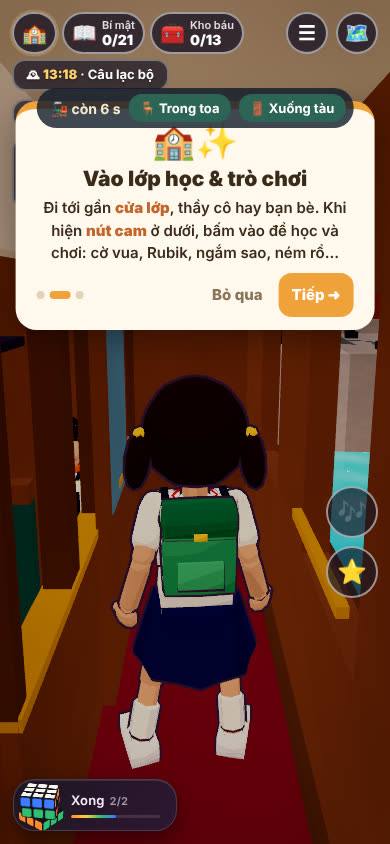 Bí mật
0/21
Kho báu
0/13
13:18 · Câu lạc bộ
còn 6 s
Trong toa
Xuống tàu
Vào lớp học & trò chơi
Đi tới gần cửa lớp, thầy cô hay bạn bè. Khi
hiện nút cam ở dưới, bấm vào để học và
chơi: cờ vua, Rubik, ngắm sao, ném rổ…
Bỏ qua
Tiếp ➜
Xong 2/2